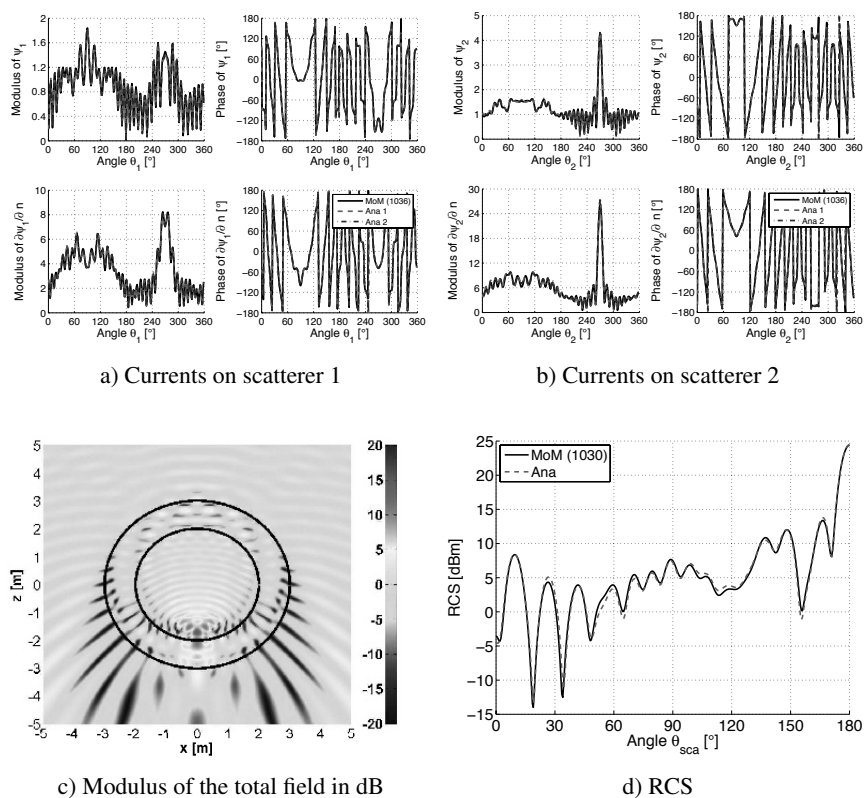 2
1.6
1.2
0.8
0.4
0
Modulus of ψ1
0 60 120 180 240 300 360
Angle θ1 [°]
180
120
60
0
−60
−120
−180
Phase of ψ1 [°]
0 60 120 180 240 300 360
Angle θ1 [°]
5
4
3
2
1
0
Modulus of ψ2
0 60 120 180 240 300 360
Angle θ2 [°]
180
120
60
0
−60
−120
−180
Phase of ψ2 [°]
0 60 120 180 240 300 360
Angle θ2 [°]
10
8
6
4
2
0
Modulus of ∂ψ1/∂ n
0 60 120 180 240 300 360
Angle θ1 [°]
180
120
60
0
−60
−120
−180
Phase of ∂ψ1/∂ n [°]
MoM (1036)
Ana 1
Ana 2
0 60 120 180 240 300 360
Angle θ1 [°]
30
24
18
12
6
0
Modulus of ∂ψ2/∂ n
0 60 120 180 240 300 360
Angle θ2 [°]
180
120
60
0
−60
−120
−180
Phase of ∂ψ2/∂ n [°]
MoM (1036)
Ana 1
Ana 2
0 60 120 180 240 300 360
Angle θ2 [°]
a) Currents on scatterer 1
b) Currents on scatterer 2
5
4
3
2
1
0
-1
-2
-3
-4
-5
z [m]
-5 -4 -3 -2 -1 0 1 2 3 4 5
x [m]
20
15
10
5
0
-5
-10
-15
-20
25
20
15
10
5
0
−5
−10
−15
RCS [dBm]
MoM (1030)
Ana
0 30 60 90 120 150 180
Angle θsca [°]
c) Modulus of the total field in dB
d) RCS